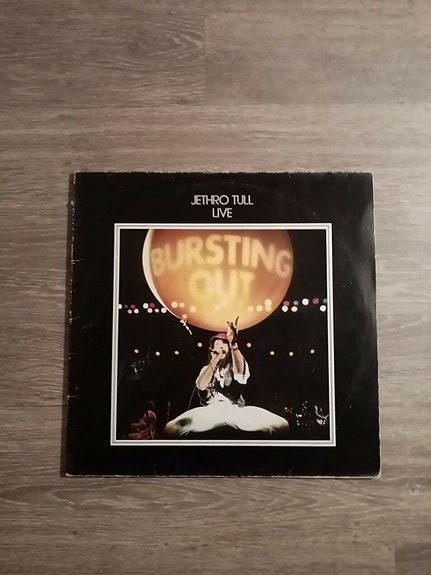 JETHRO TULL
LIVE
BURSTING
OUT